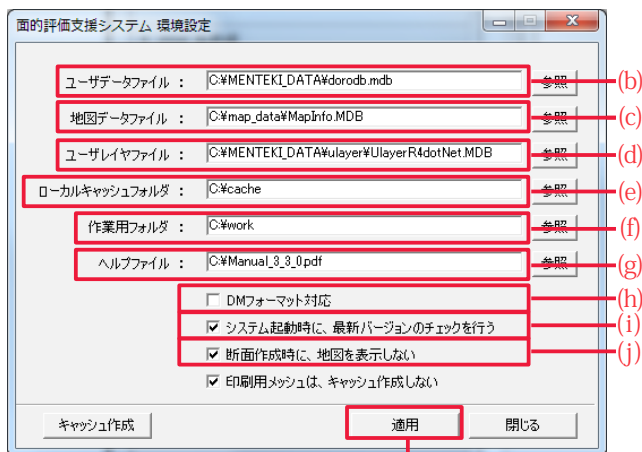 面的評価支援システム 環境設定
ユーザデータファイル : C:¥MENTEKI_DATA¥dorodb.mdb 参照 (b)
地図データファイル : C:¥map_data¥MapInfo.MDB 参照 (c)
ユーザレイヤファイル : C:¥MENTEKI_DATA¥ulayer¥UlayerR4dotNet.MDB 参照 (d)
ローカルキャッシュフォルダ : C:¥cache 参照 (e)
作業用フォルダ : C:¥work 参照 (f)
ヘルプファイル : C:¥Manual_3_3_0.pdf 参照 (g)
DMフォーマット対応 (h)
システム起動時に、最新バージョンのチェックを行う (i)
断面作成時に、地図を表示しない (j)
印刷用メッシュは、キャッシュ作成しない
キャッシュ作成 適用 閉じる